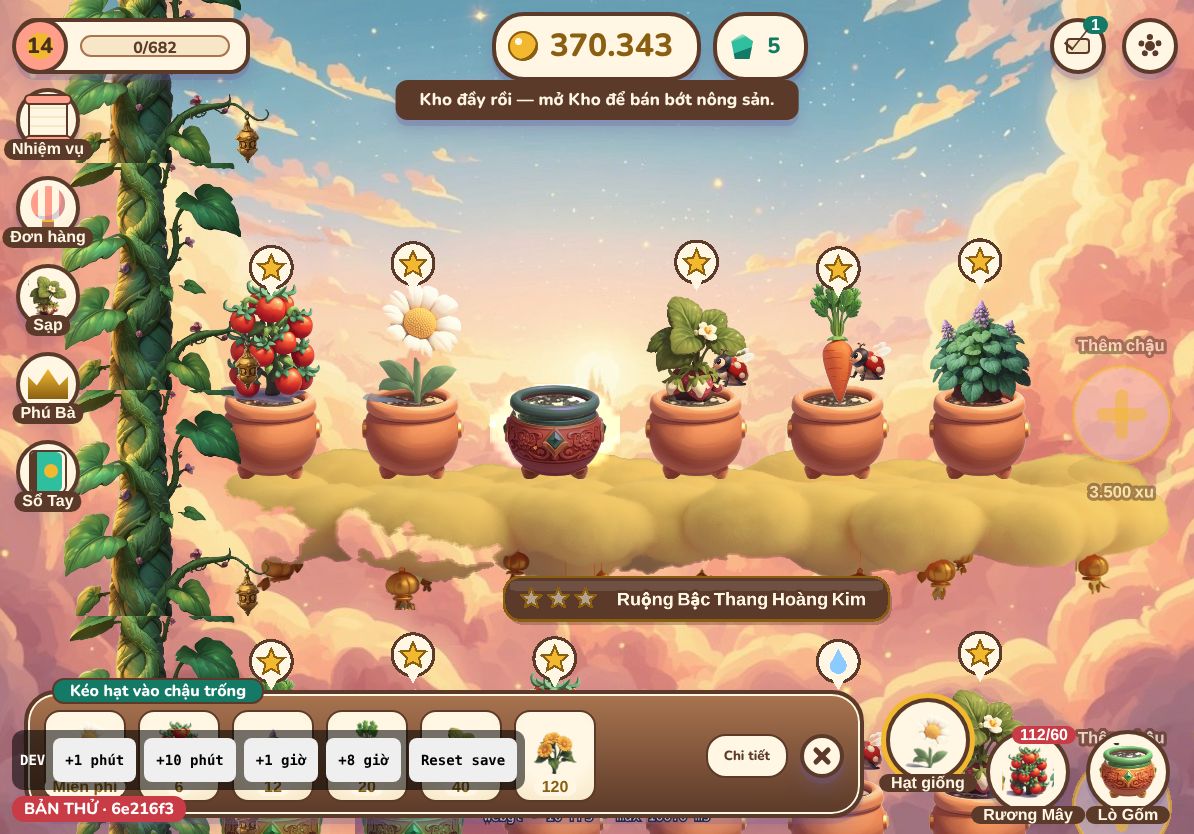 14
0/682
370.343
5
1
Kho đầy rồi — mở Kho để bán bớt nông sản.
Nhiệm vụ
Đơn hàng
Sạp
Phú Bà
Sổ Tay
Thêm chậu
3.500 xu
Ruộng Bậc Thang Hoàng Kim
Kéo hạt vào chậu trống
DEV
+1 phút
+10 phút
+1 giờ
+8 giờ
Reset save
Miễn phí
6
12
20
40
120
Chi tiết
Hạt giống
112/60
Rương Mây
Lò Gốm
BẢN THỬ · 6e216f3